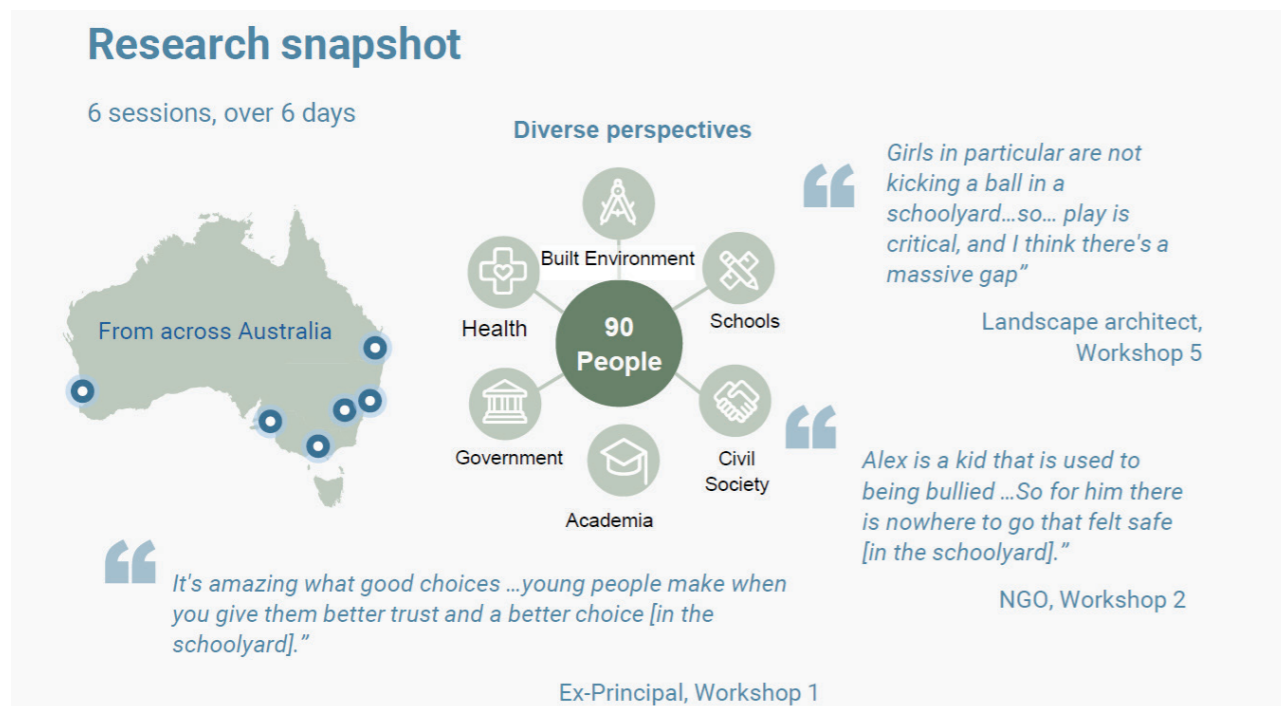 Research snapshot
6 sessions, over 6 days
From across Australia
Diverse perspectives
Built Environment
Health
Schools
90
People
Government
Civil
Society
Academia
Girls in particular are not
kicking a ball in a
schoolyard…so… play is
critical, and I think there's a
massive gap”
Landscape architect,
Workshop 5
Alex is a kid that is used to
being bullied …So for him there
is nowhere to go that felt safe
[in the schoolyard].”
NGO, Workshop 2
It's amazing what good choices …young people make when
you give them better trust and a better choice [in the
schoolyard].”
Ex-Principal, Workshop 1